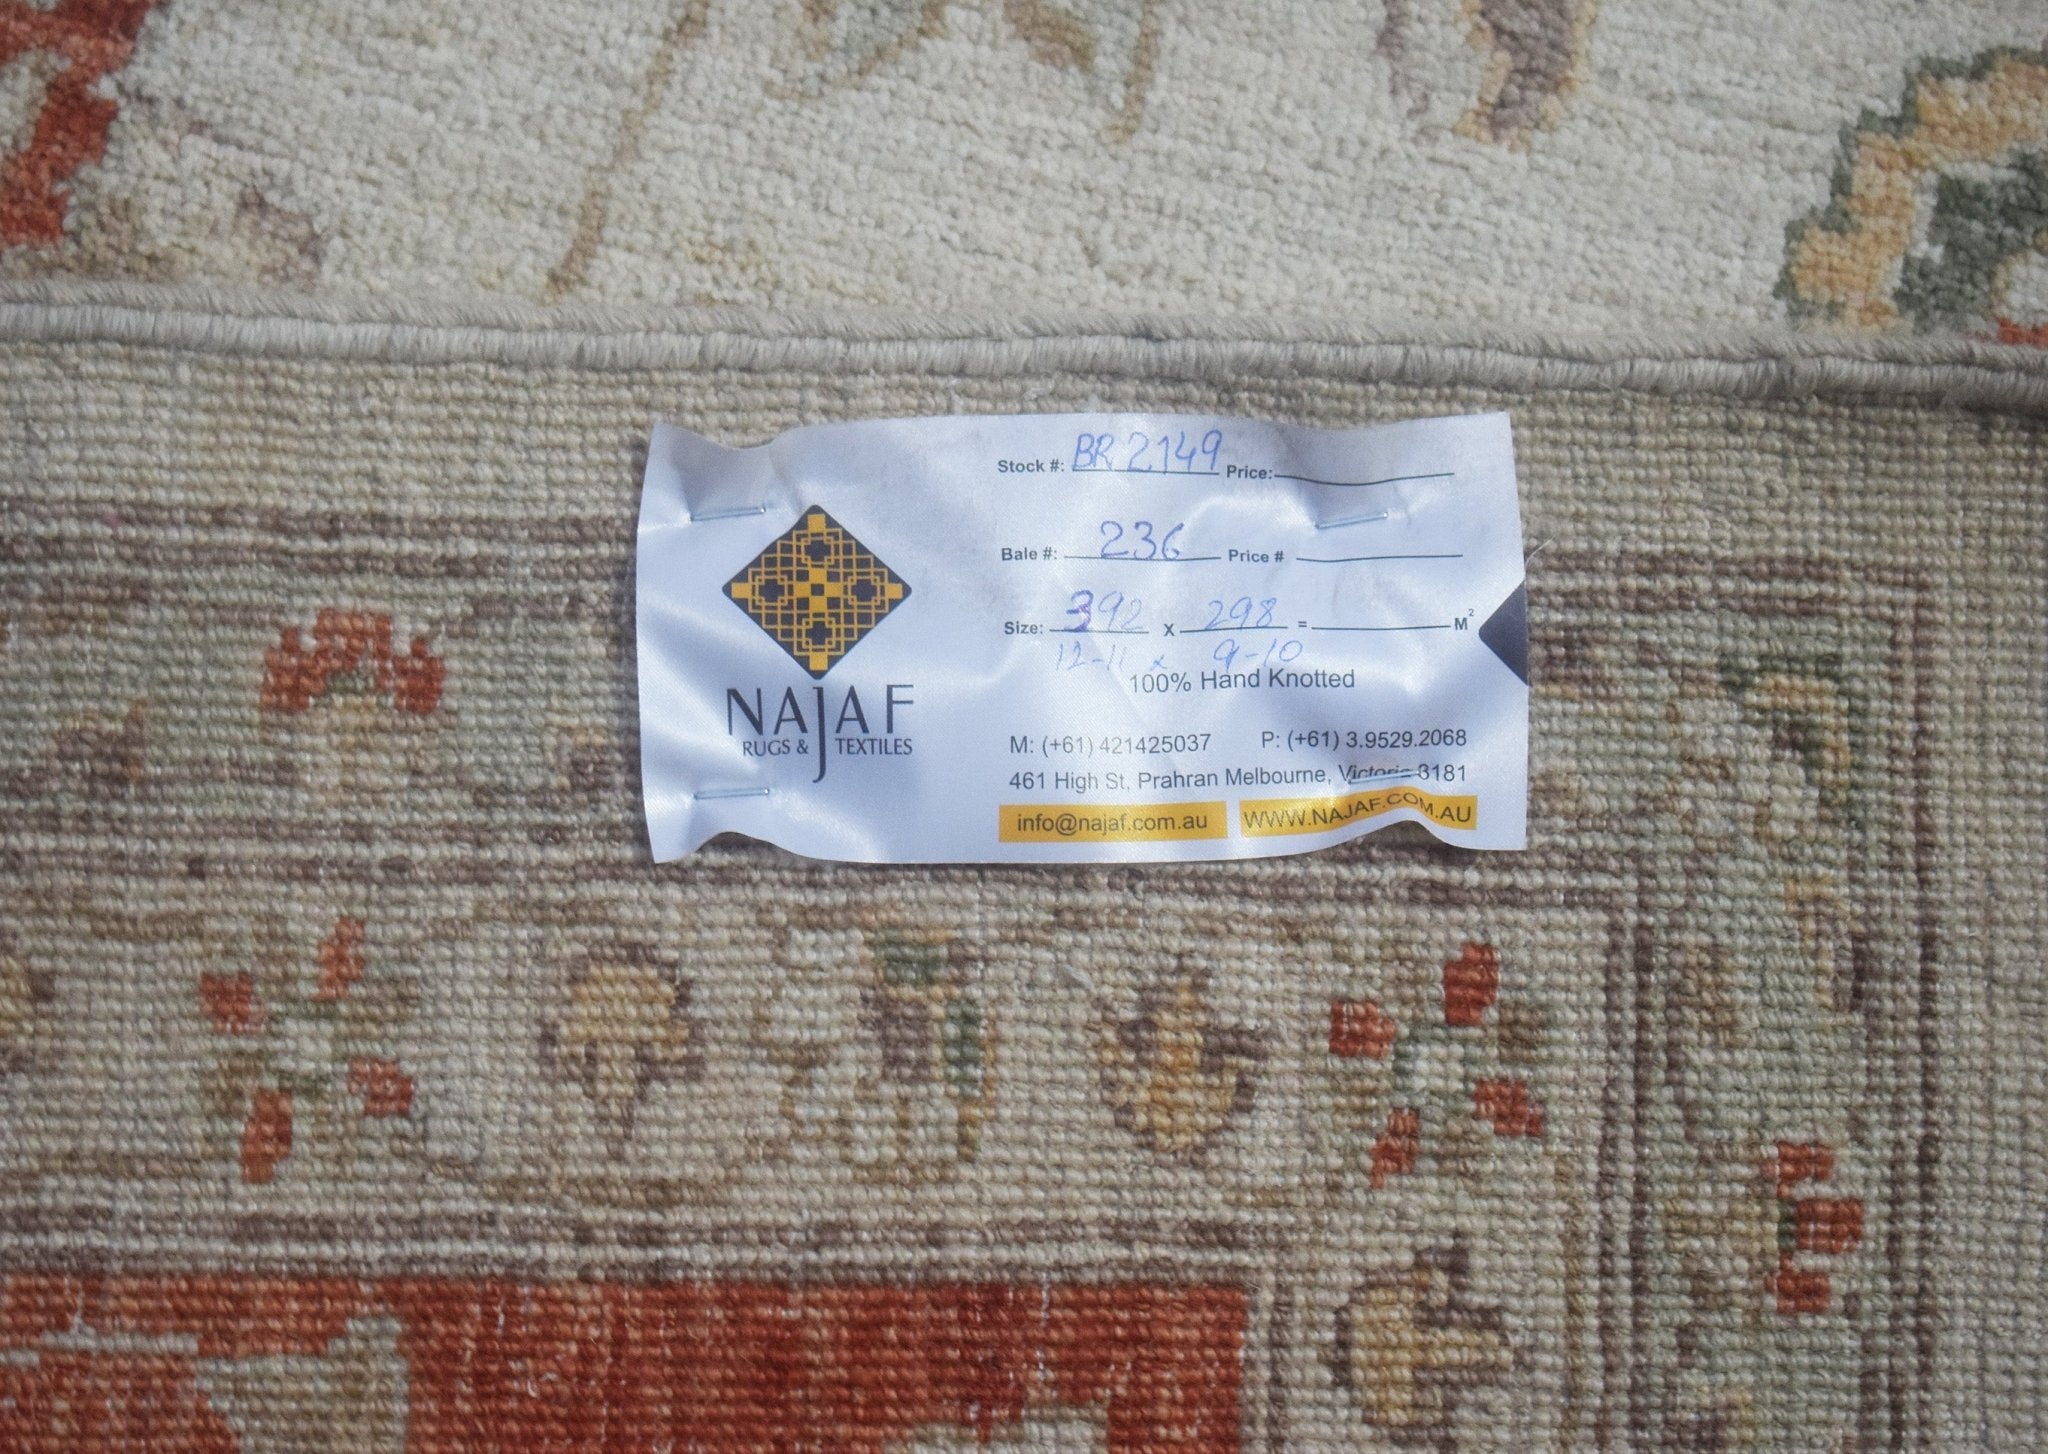 Stock #: BR 2149 Price:
Bale #: 236 Price #
Size: 392 x 298 = M²
12-11 x 9-10
100% Hand Knotted
NAJAF
RUGS & TEXTILES
M: (+61) 421425037 P: (+61) 3.9529.2068
461 High St, Prahran Melbourne, Victoria 3181
info@najaf.com.au WWW.NAJAF.COM.AU